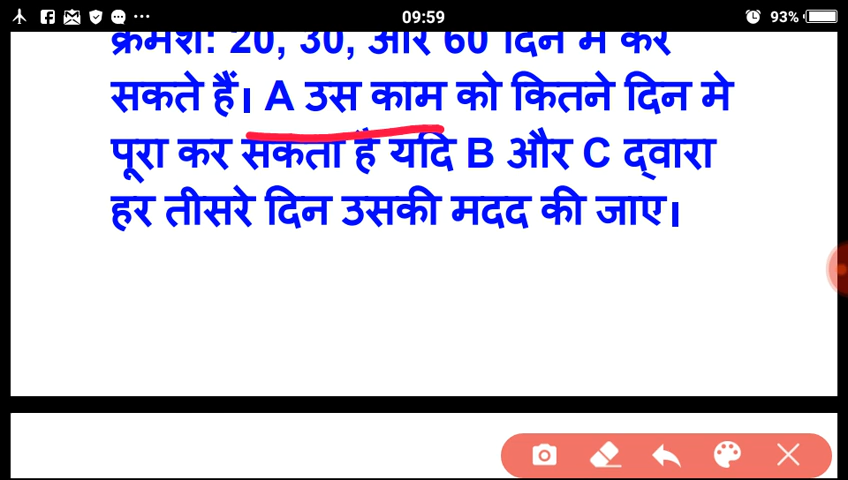 09:59
93%
क्रमश: 20, 30, और 60 दिन मे कर
सकते हैं। A उस काम को कितने दिन मे
पूरा कर सकता है यदि B और C द्वारा
हर तीसरे दिन उसकी मदद की जाए।